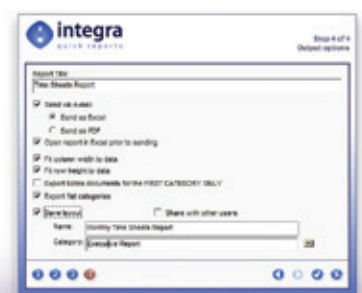 integra
quick reports
Step 4 of 4
Output options
Report Title
Time Sheets Report
Send via e-mail
Send as Excel
Send as PDF
Open report in Excel prior to sending
Fit column width to data
Fit row height to data
Export Notes documents for the FIRST CATEGORY ONLY
Export flat categories
Save layout
Share with other users
Name:
Monthly Time Sheets Report
Category:
Executive Report